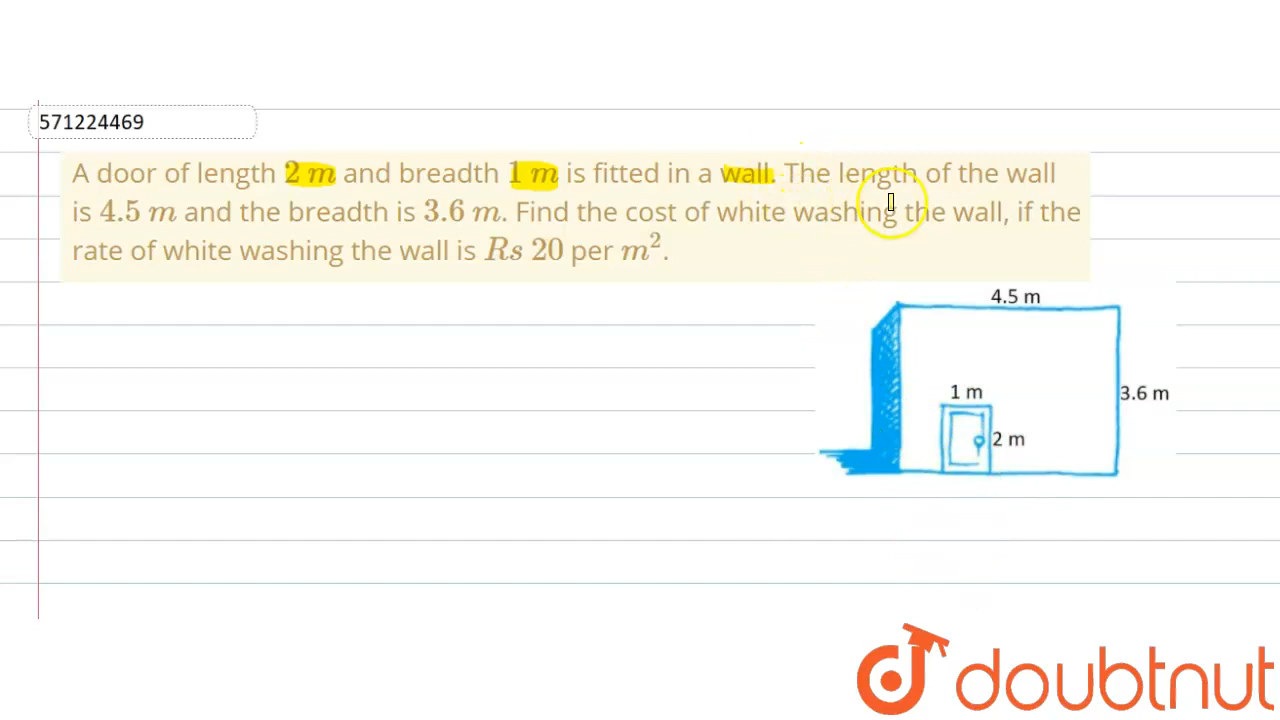 571224469
A door of length 2 m and breadth 1 m is fitted in a wall. The length of the wall
is 4.5 m and the breadth is 3.6 m. Find the cost of white washing the wall, if the
rate of white washing the wall is Rs 20 per m².
4.5 m
1 m
3.6 m
2 m
doubtnut